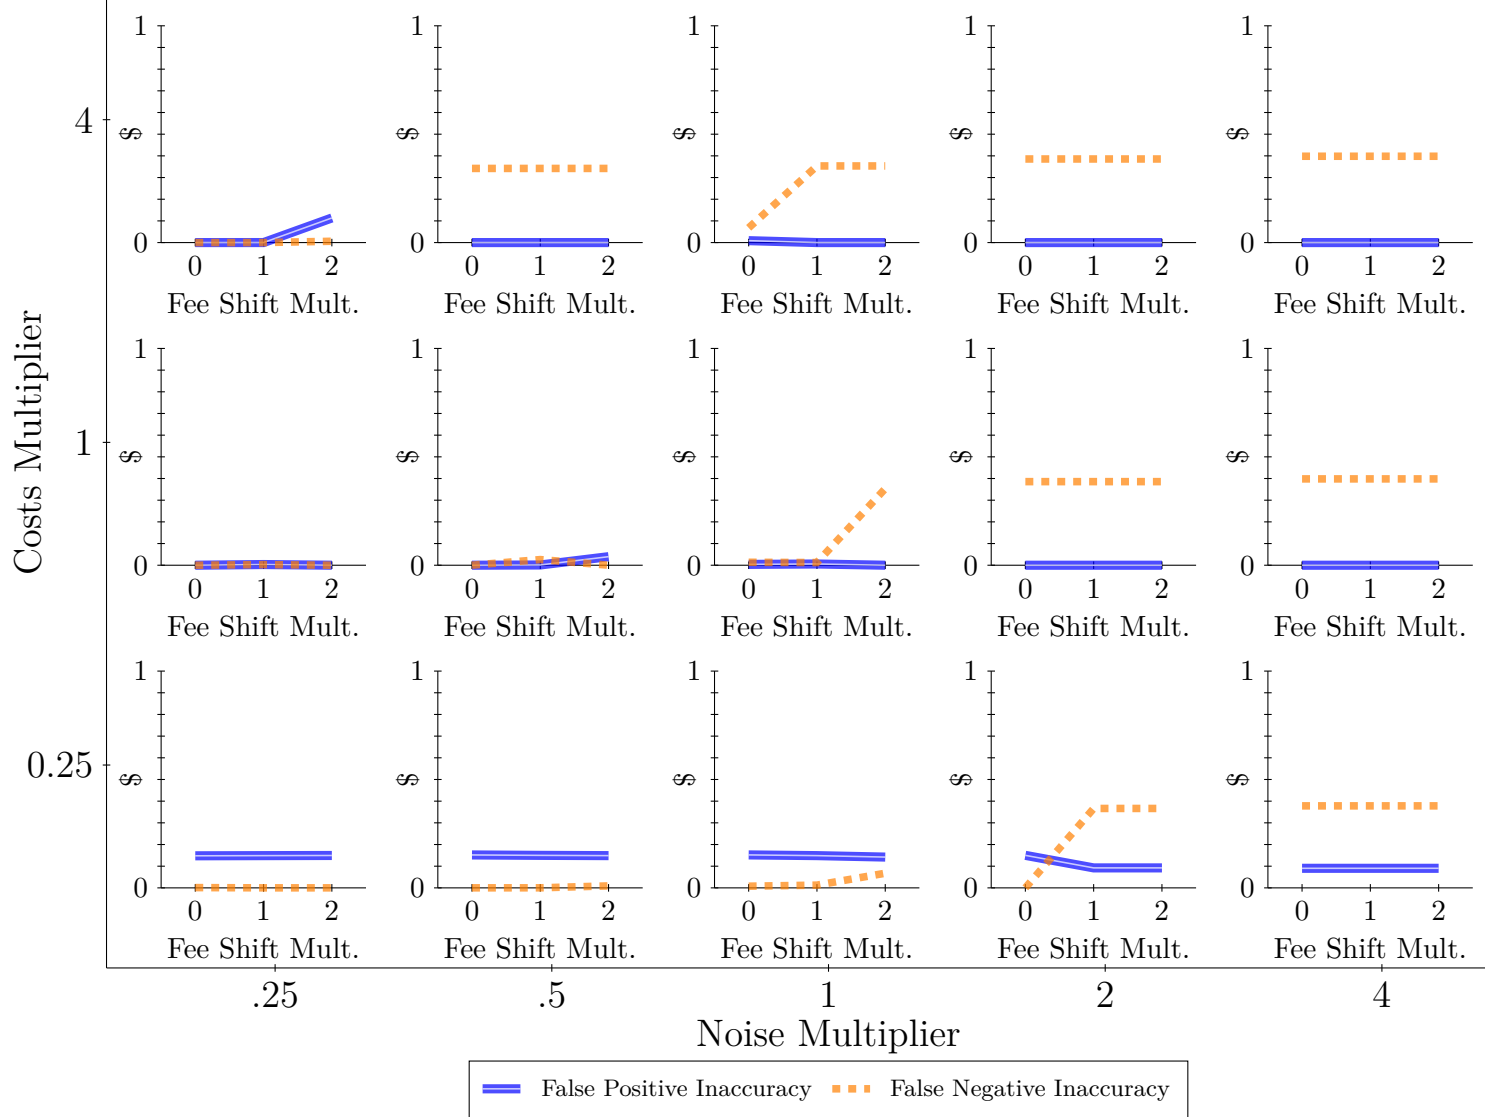 1
$
0
0 1 2
Fee Shift Mult.
1
$
0
0 1 2
Fee Shift Mult.
1
$
0
0 1 2
Fee Shift Mult.
1
$
0
0 1 2
Fee Shift Mult.
1
$
0
0 1 2
Fee Shift Mult.
4
1
$
0
0 1 2
Fee Shift Mult.
1
$
0
0 1 2
Fee Shift Mult.
1
$
0
0 1 2
Fee Shift Mult.
1
$
0
0 1 2
Fee Shift Mult.
1
$
0
0 1 2
Fee Shift Mult.
1
Costs Multiplier
1
$
0
0 1 2
Fee Shift Mult.
1
$
0
0 1 2
Fee Shift Mult.
1
$
0
0 1 2
Fee Shift Mult.
1
$
0
0 1 2
Fee Shift Mult.
1
$
0
0 1 2
Fee Shift Mult.
0.25
.25 .5 1 2 4
Noise Multiplier
False Positive Inaccuracy False Negative Inaccuracy